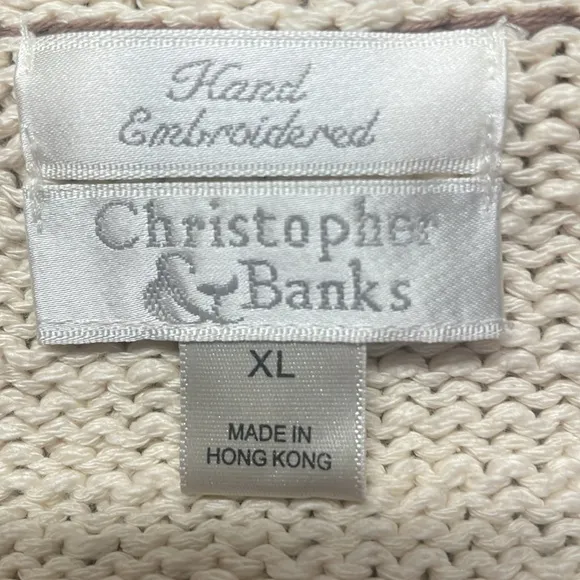 Hand
Embroidered
Christopher
& Banks
XL
MADE IN
HONG KONG